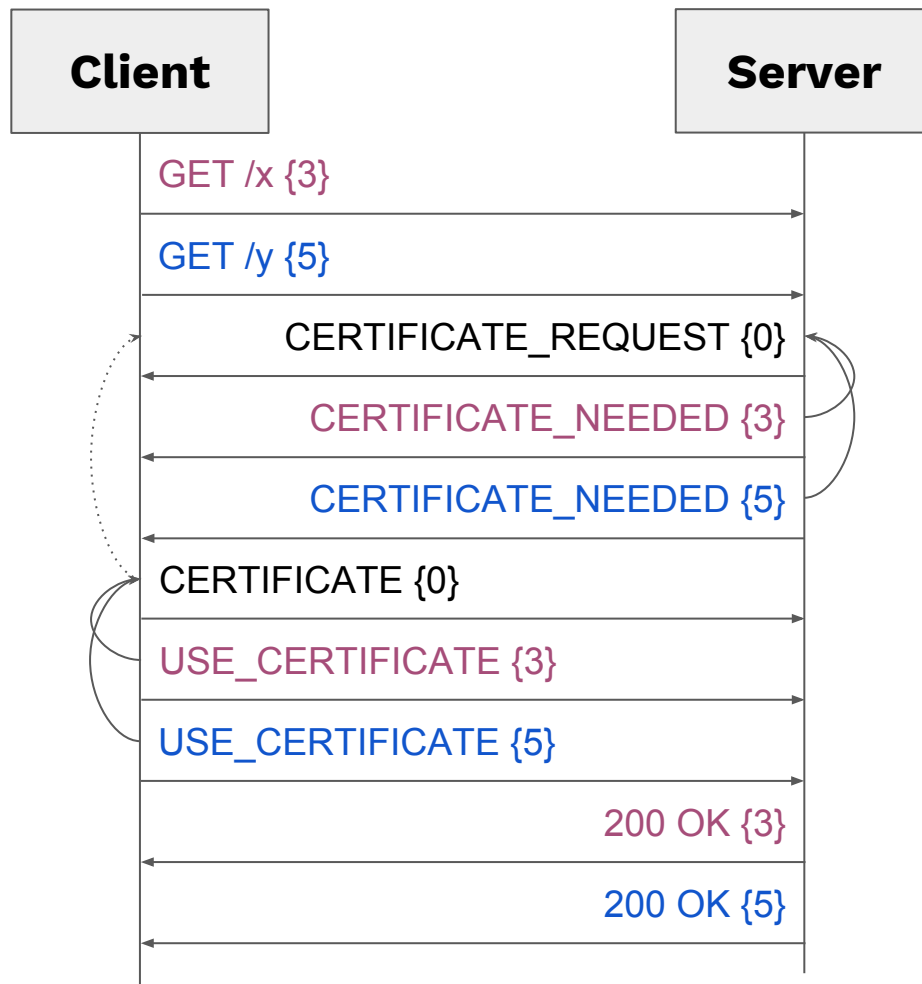 Client
Server
GET /x {3}
GET /y {5}
CERTIFICATE_REQUEST {0}
CERTIFICATE_NEEDED {3}
CERTIFICATE_NEEDED {5}
CERTIFICATE {0}
USE_CERTIFICATE {3}
USE_CERTIFICATE {5}
200 OK {3}
200 OK {5}